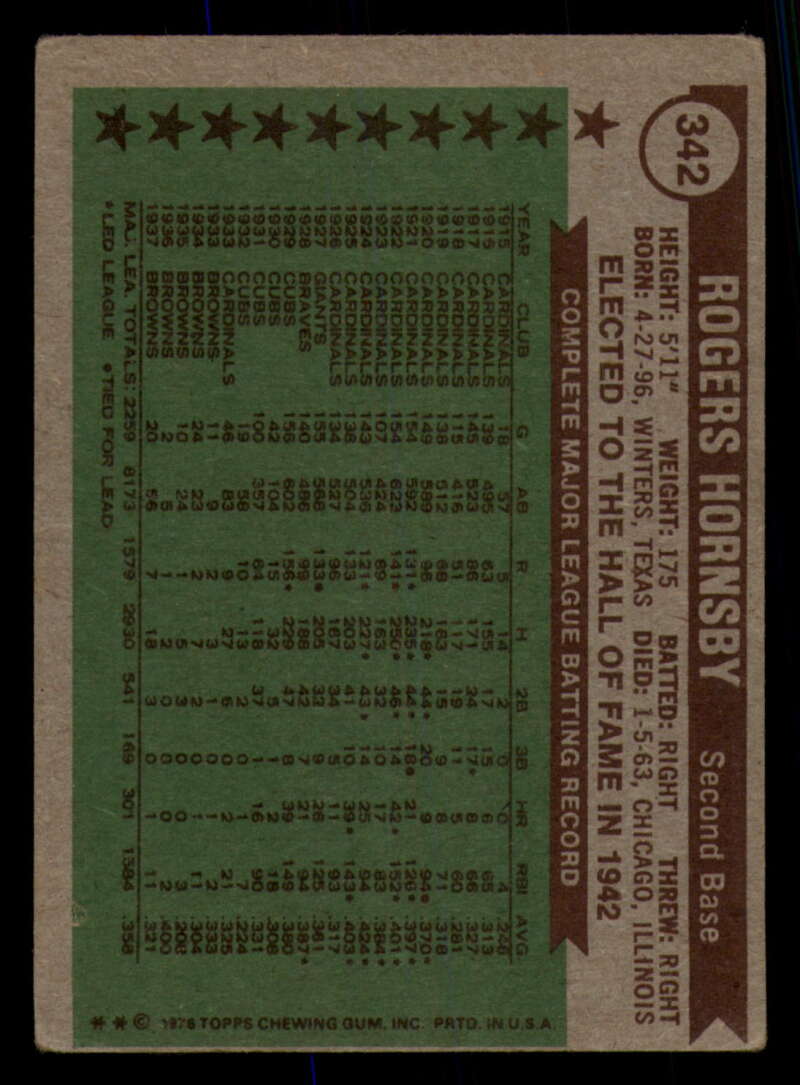 342 ROGERS HORNSBY Second Base
HEIGHT: 5'11" WEIGHT: 175 BATTED: RIGHT THREW: RIGHT
BORN: 4-27-96, WINTERS, TEXAS DIED: 1-5-63, CHICAGO, ILLINOIS
ELECTED TO THE HALL OF FAME IN 1942
COMPLETE MAJOR LEAGUE BATTING RECORD
YEAR CLUB G AB R H 2B 3B HR RBI AVG
1915 CARDINALS 18 57 5 14 2 0 0 4 .246
1916 CARDINALS 139 495 63 155 17 15 6 65 .313
1917 CARDINALS 145 523 86 171 24 17* 8 66 .327
1918 CARDINALS 115 416 51 117 19 11 5 60 .281
1919 CARDINALS 138 512 68 163 15 9 8 71 .318
1920 CARDINALS 149 589 96 218* 44* 20 9 94• .370*
1921 CARDINALS 154 592 131* 235* 44* 18• 21 126* .397*
1922 CARDINALS 154 623 141* 250* 46* 14 42* 152* .401*
1923 CARDINALS 107 424 89 163 32 10 17 83 .384*
1924 CARDINALS 143 536 121• 227* 43* 14 25 94 .424*
1925 CARDINALS 138 504 133 203 41 10 39* 143* .403*
1926 CARDINALS 134 527 96 167 34 5 11 93 .317
1927 GIANTS 155 568 133• 205 32 9 26 125 .361
1928 BRAVES 140 486 99 188 42 7 21 94 .387*
1929 CUBS 156 602 156* 229 47 8 39 149 .380
1930 CUBS 42 104 15 32 5 1 2 18 .308
1931 CUBS 100 357 64 118 37 1 16 90 .331
1932 CUBS 19 58 10 13 2 0 1 7 .224
1933 CARDINALS 46 83 9 27 6 0 2 21 .325
1933 BROWNS 11 9 2 3 1 0 1 2 .333
1934 BROWNS 24 23 2 7 2 0 1 11 .304
1935 BROWNS 10 24 1 5 3 0 0 3 .208
1936 BROWNS 2 5 1 2 0 0 0 2 .400
1937 BROWNS 20 56 7 18 3 0 1 11 .321
MAJ. LEA. TOTALS: 2259 8173 1579 2930 541 169 301 1584 .358
*LED LEAGUE •TIED FOR LEAD
**© 1976 TOPPS CHEWING GUM, INC. PRTD. IN U.S.A.